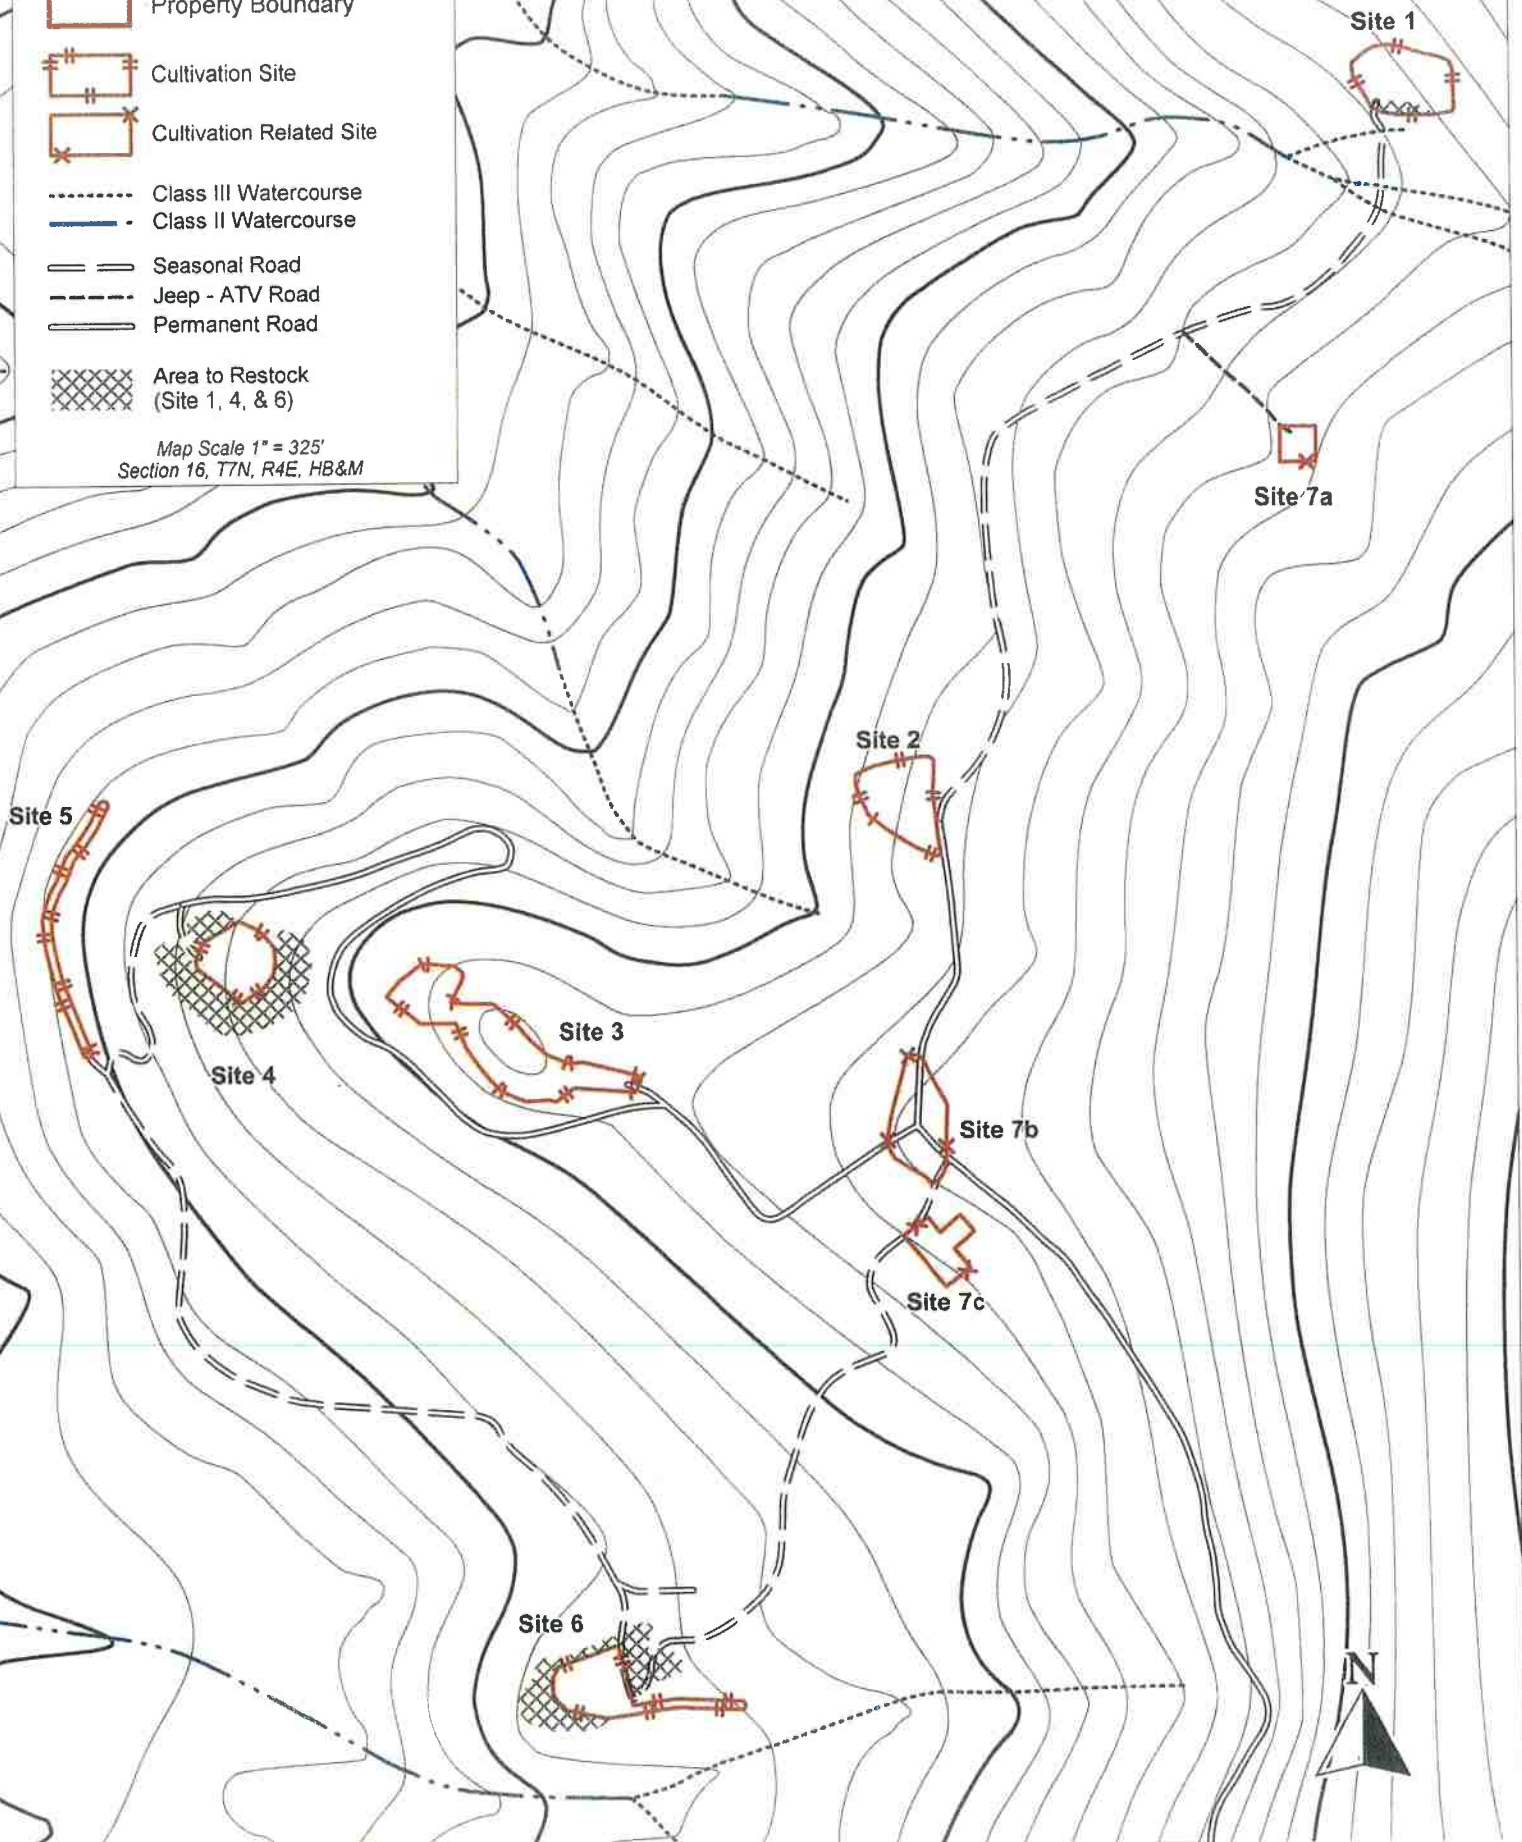 Property Boundary
Cultivation Site
Cultivation Related Site
Class III Watercourse
Class II Watercourse
Seasonal Road
Jeep - ATV Road
Permanent Road
Area to Restock
(Site 1, 4, & 6)
Map Scale 1" = 325'
Section 16, T7N, R4E, HB&M
Site 1
Site 7a
Site 2
Site 5
Site 3
Site 4
Site 7b
Site 7c
Site 6
N